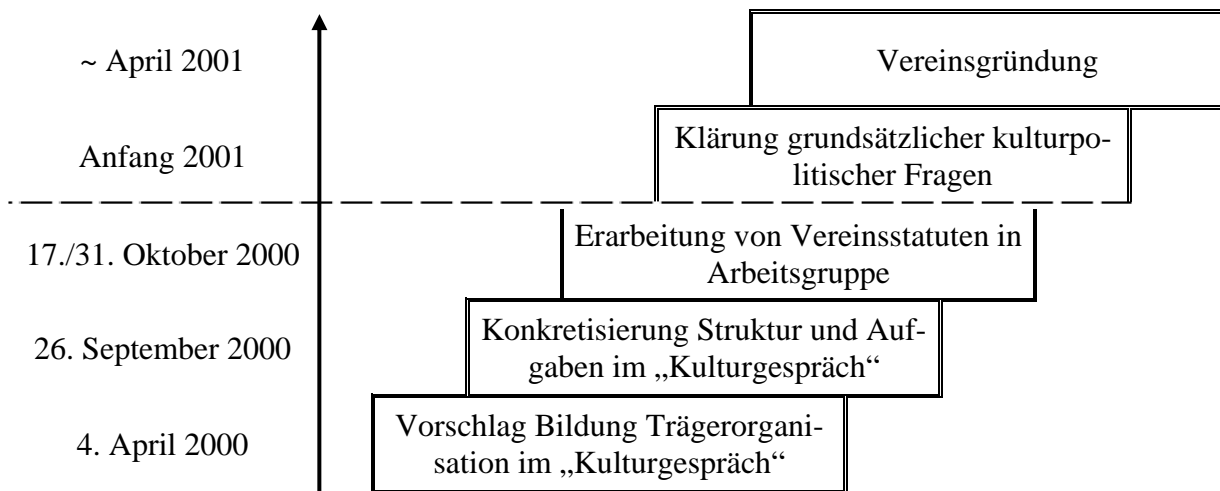 ~ April 2001
Vereinsgründung
Anfang 2001
Klärung grundsätzlicher kulturpo-
litischer Fragen
17./31. Oktober 2000
Erarbeitung von Vereinsstatuten in
Arbeitsgruppe
26. September 2000
Konkretisierung Struktur und Auf-
gaben im „Kulturgespräch“
4. April 2000
Vorschlag Bildung Trägerorgani-
sation im „Kulturgespräch“